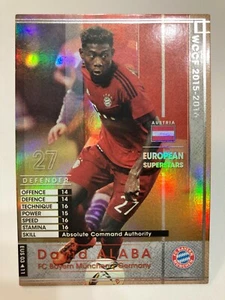 WCCF 2015-2016
AUSTRIA
EUROPEAN
SUPERSTARS
27
DEFENDER
OFFENCE 14
DEFENCE 14
TECHNIQUE 16
POWER 15
SPEED 16
STAMINA 16
SKILL Absolute Command Authority
27
David ALABA
FC Bayern München / Germany